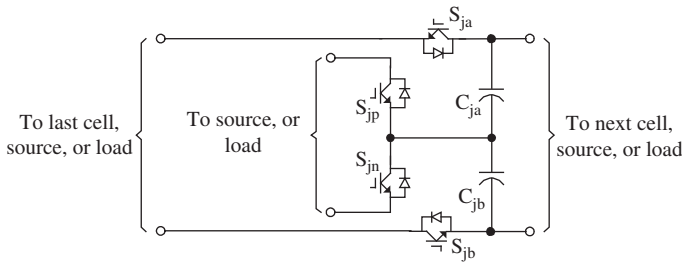 S_ja
To last cell,
source, or load
To source, or
load
S_jp
S_jn
C_ja
C_jb
To next cell,
source, or load
S_jb